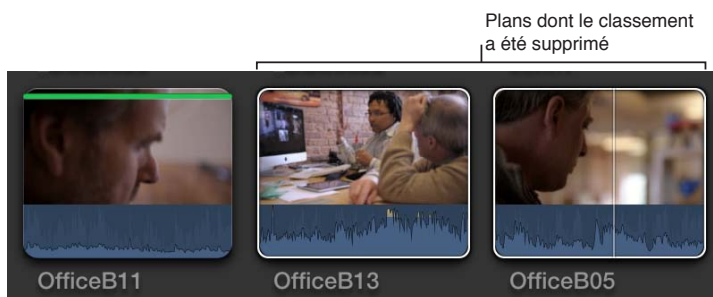 Plans dont le classement
a été supprimé
OfficeB11
OfficeB13
OfficeB05